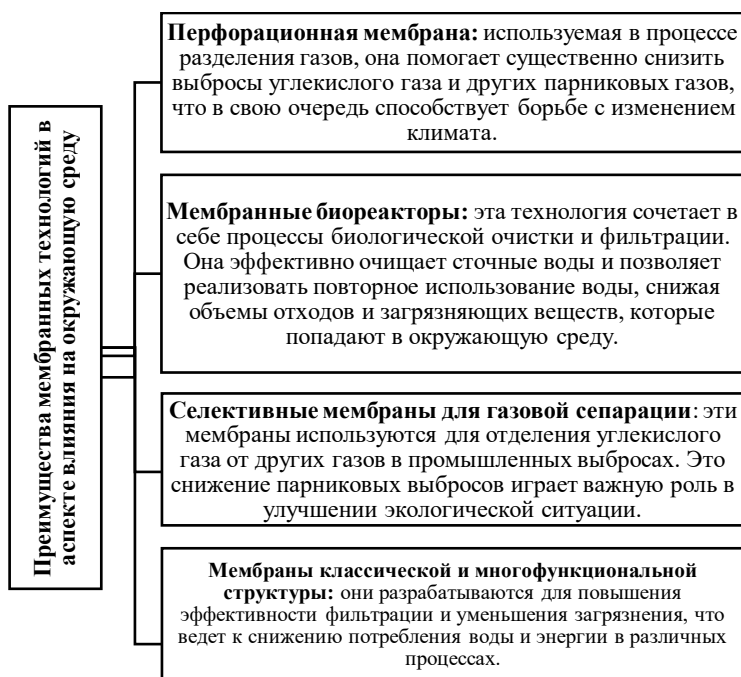 Преимущества мембранных технологий в
аспекте влияния на окружающую среду
Перфорационная мембрана: используемая в процессе
разделения газов, она помогает существенно снизить
выбросы углекислого газа и других парниковых газов,
что в свою очередь способствует борьбе с изменением
климата.
Мембранные биореакторы: эта технология сочетает в
себе процессы биологической очистки и фильтрации.
Она эффективно очищает сточные воды и позволяет
реализовать повторное использование воды, снижая
объемы отходов и загрязняющих веществ, которые
попадают в окружающую среду.
Селективные мембраны для газовой сепарации: эти
мембраны используются для отделения углекислого
газа от других газов в промышленных выбросах. Это
снижение парниковых выбросов играет важную роль в
улучшении экологической ситуации.
Мембраны классической и многофункциональной
структуры: они разрабатываются для повышения
эффективности фильтрации и уменьшения загрязнения, что
ведет к снижению потребления воды и энергии в различных
процессах.